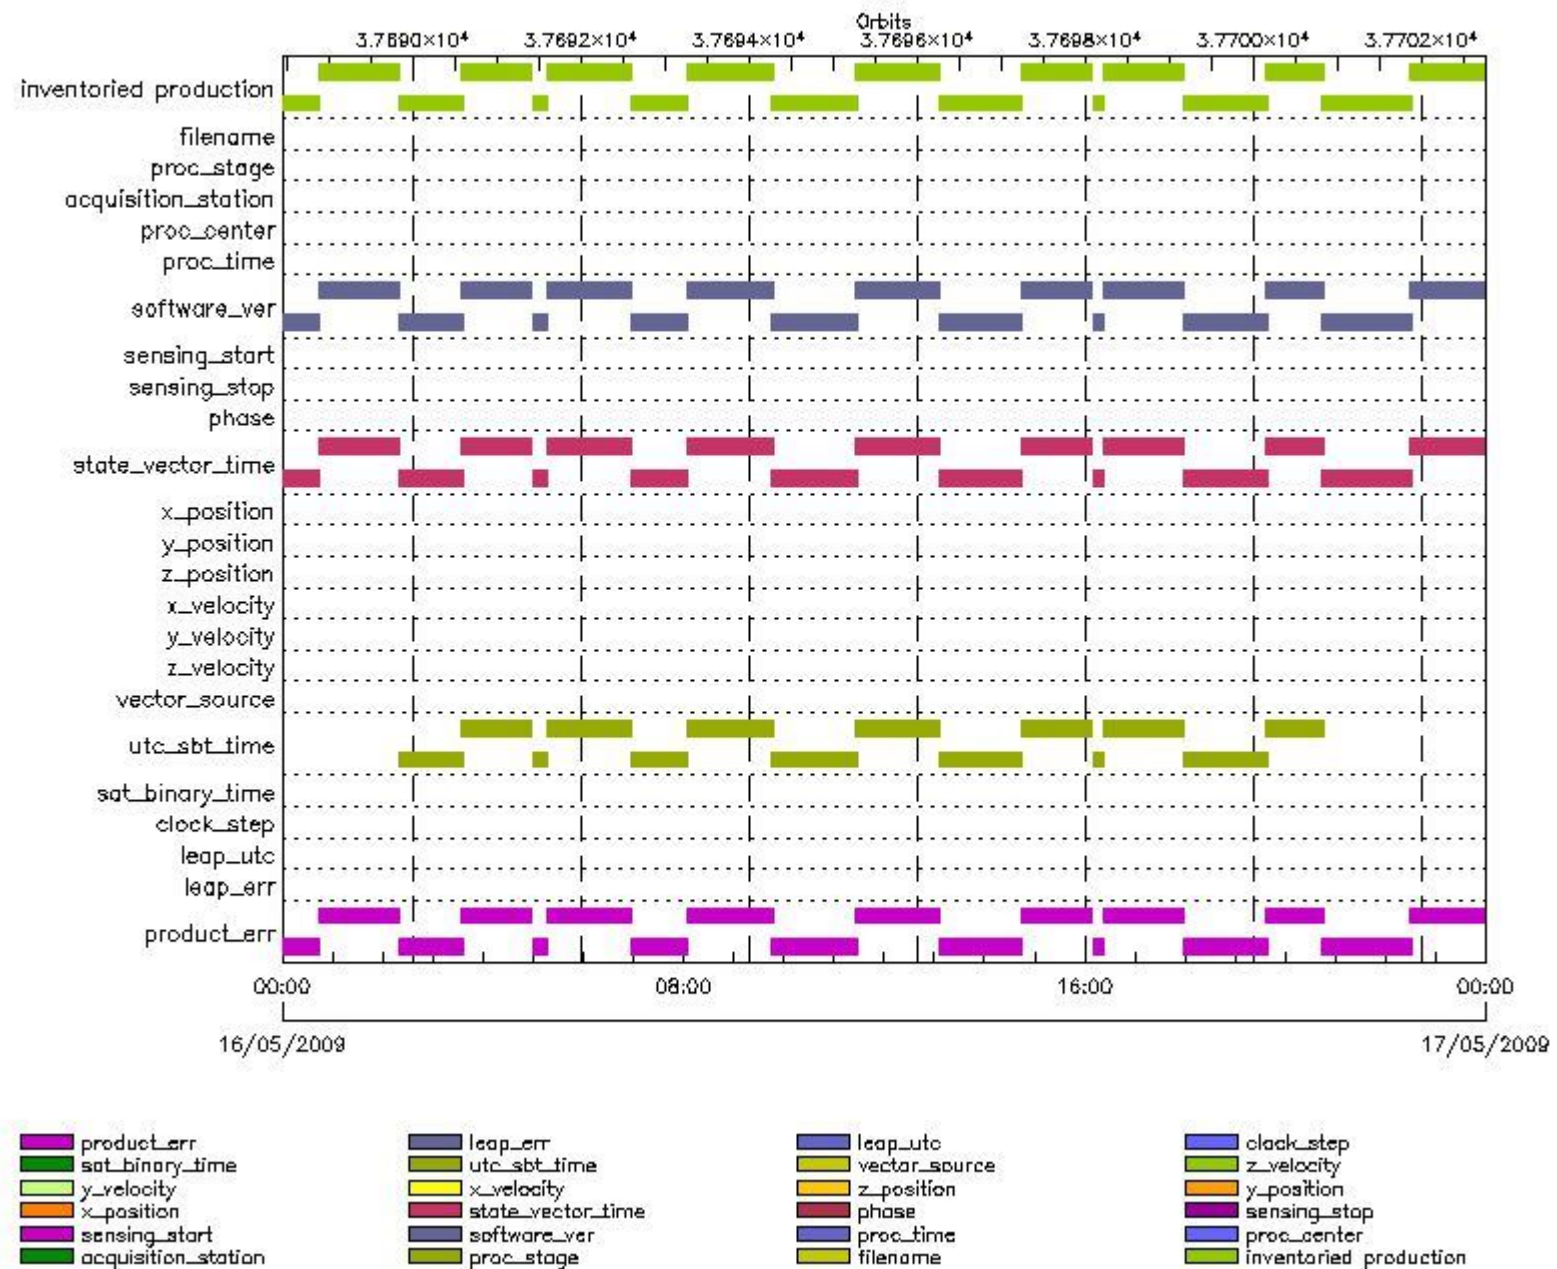 Orbits
3.7690×10⁴ 3.7692×10⁴ 3.7694×10⁴ 3.7696×10⁴ 3.7698×10⁴ 3.7700×10⁴ 3.7702×10⁴
inventoried production
filename
proc_stage
acquisition_station
proc_center
proc_time
software_ver
sensing_start
sensing_stop
phase
state_vector_time
x_position
y_position
z_position
x_velocity
y_velocity
z_velocity
vector_source
utc_sbt_time
sat_binary_time
clock_step
leap_utc
leap_err
product_err
00:00 08:00 16:00 00:00
16/05/2009 17/05/2009
product_err leap_err leap_utc clock_step
sat_binary_time utc_sbt_time vector_source z_velocity
y_velocity x_velocity z_position y_position
x_position state_vector_time phase sensing_stop
sensing_start software_ver proc_time proc_center
acquisition_station proc_stage filename inventoried production